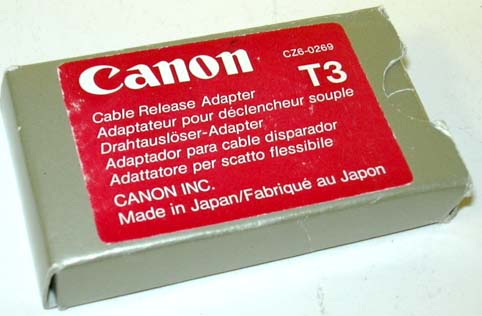 Canon
CZ6-0269
T3
Cable Release Adapter
Adaptateur pour déclencheur souple
Drahtauslöser-Adapter
Adaptador para cable disparador
Adattatore per scatto flessibile
CANON INC.
Made in Japan/Fabriqué au Japon